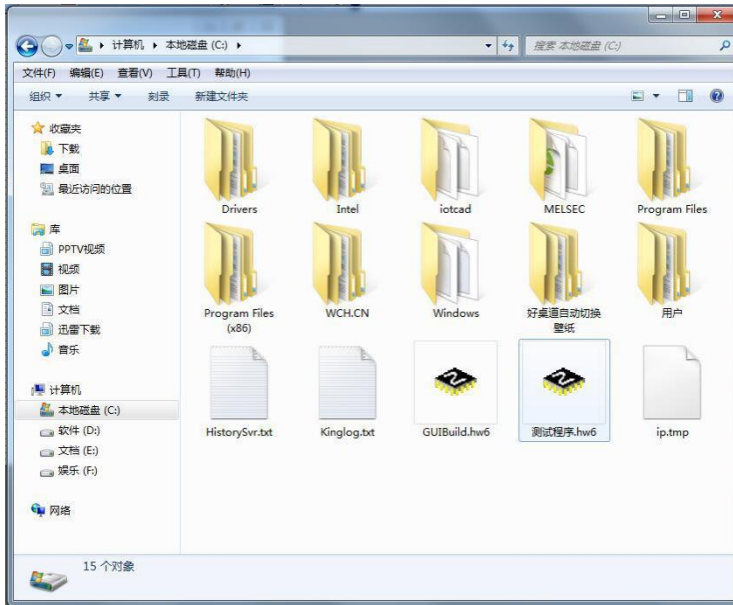 计算机 本地磁盘 (C:)
搜索 本地磁盘 (C:)
文件(F) 编辑(E) 查看(V) 工具(T) 帮助(H)
组织 共享 刻录 新建文件夹
收藏夹
下载
桌面
最近访问的位置
库
PPTV视频
视频
图片
文档
迅雷下载
音乐
计算机
本地磁盘 (C:)
软件 (D:)
文档 (E:)
娱乐 (F:)
网络
Drivers
Intel
iotcad
MELSEC
Program Files
Program Files
(x86)
WCH.CN
Windows
好桌道自动切换
壁纸
用户
HistorySvr.txt
Kinglog.txt
GUIBuild.hw6
测试程序.hw6
ip.tmp
15 个对象